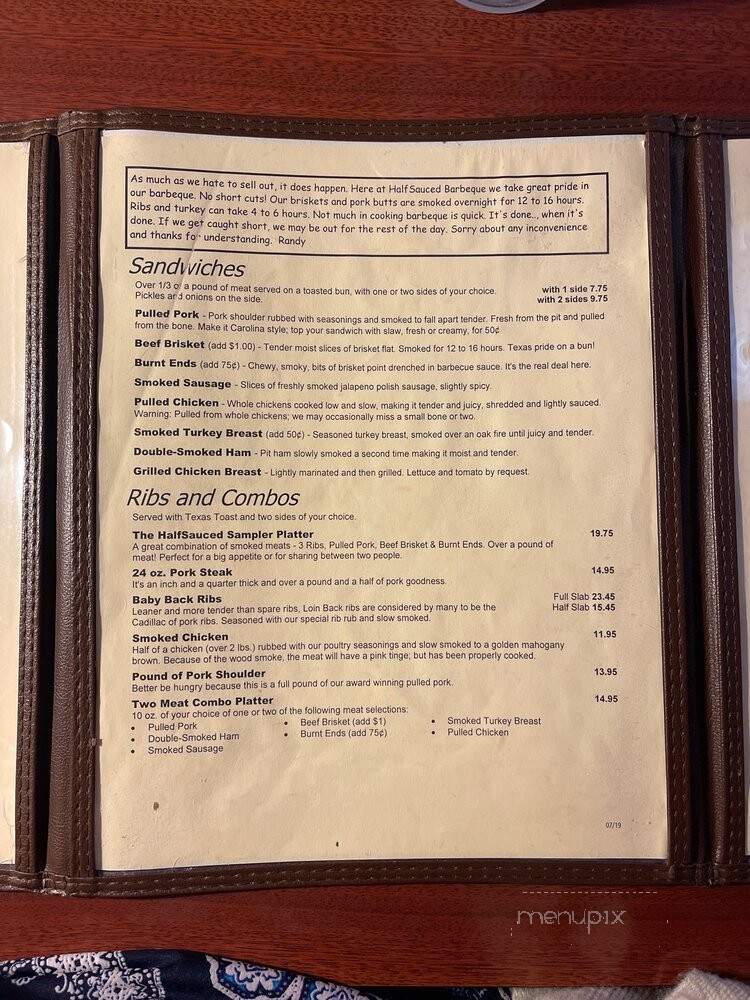 As much as we hate to sell out, it does happen. Here at HalfSauced Barbeque we take great pride in
our barbeque. No short cuts! Our briskets and pork butts are smoked overnight for 12 to 16 hours.
Ribs and turkey can take 4 to 6 hours. Not much in cooking barbeque is quick. It's done... when it's
done. If we get caught short, we may be out for the rest of the day. Sorry about any inconvenience
and thanks for understanding. Randy
Sandwiches
Over 1/3 of a pound of meat served on a toasted bun, with one or two sides of your choice. with 1 side 7.75
Pickles and onions on the side. with 2 sides 9.75
Pulled Pork - Pork shoulder rubbed with seasonings and smoked to fall apart tender. Fresh from the pit and pulled
from the bone. Make it Carolina style; top your sandwich with slaw, fresh or creamy, for 50¢
Beef Brisket (add $1.00) - Tender moist slices of brisket flat. Smoked for 12 to 16 hours. Texas pride on a bun!
Burnt Ends (add 75¢) - Chewy, smoky, bits of brisket point drenched in barbecue sauce. It's the real deal here.
Smoked Sausage - Slices of freshly smoked jalapeno polish sausage, slightly spicy.
Pulled Chicken - Whole chickens cooked low and slow, making it tender and juicy, shredded and lightly sauced.
Warning: Pulled from whole chickens; we may occasionally miss a small bone or two.
Smoked Turkey Breast (add 50¢) - Seasoned turkey breast, smoked over an oak fire until juicy and tender.
Double-Smoked Ham - Pit ham slowly smoked a second time making it moist and tender.
Grilled Chicken Breast - Lightly marinated and then grilled. Lettuce and tomato by request.
Ribs and Combos
Served with Texas Toast and two sides of your choice.
The HalfSauced Sampler Platter 19.75
A great combination of smoked meats - 3 Ribs, Pulled Pork, Beef Brisket & Burnt Ends. Over a pound of
meat! Perfect for a big appetite or for sharing between two people.
24 oz. Pork Steak 14.95
It's an inch and a quarter thick and over a pound and a half of pork goodness.
Baby Back Ribs Full Slab 23.45
Leaner and more tender than spare ribs, Loin Back ribs are considered by many to be the Half Slab 15.45
Cadillac of pork ribs. Seasoned with our special rib rub and slow smoked.
Smoked Chicken 11.95
Half of a chicken (over 2 lbs.) rubbed with our poultry seasonings and slow smoked to a golden mahogany
brown. Because of the wood smoke, the meat will have a pink tinge; but has been properly cooked.
Pound of Pork Shoulder 13.95
Better be hungry because this is a full pound of our award winning pulled pork.
Two Meat Combo Platter 14.95
10 oz. of your choice of one or two of the following meat selections:
• Pulled Pork • Beef Brisket (add $1) • Smoked Turkey Breast
• Double-Smoked Ham • Burnt Ends (add 75¢) • Pulled Chicken
• Smoked Sausage
07/19
menupix